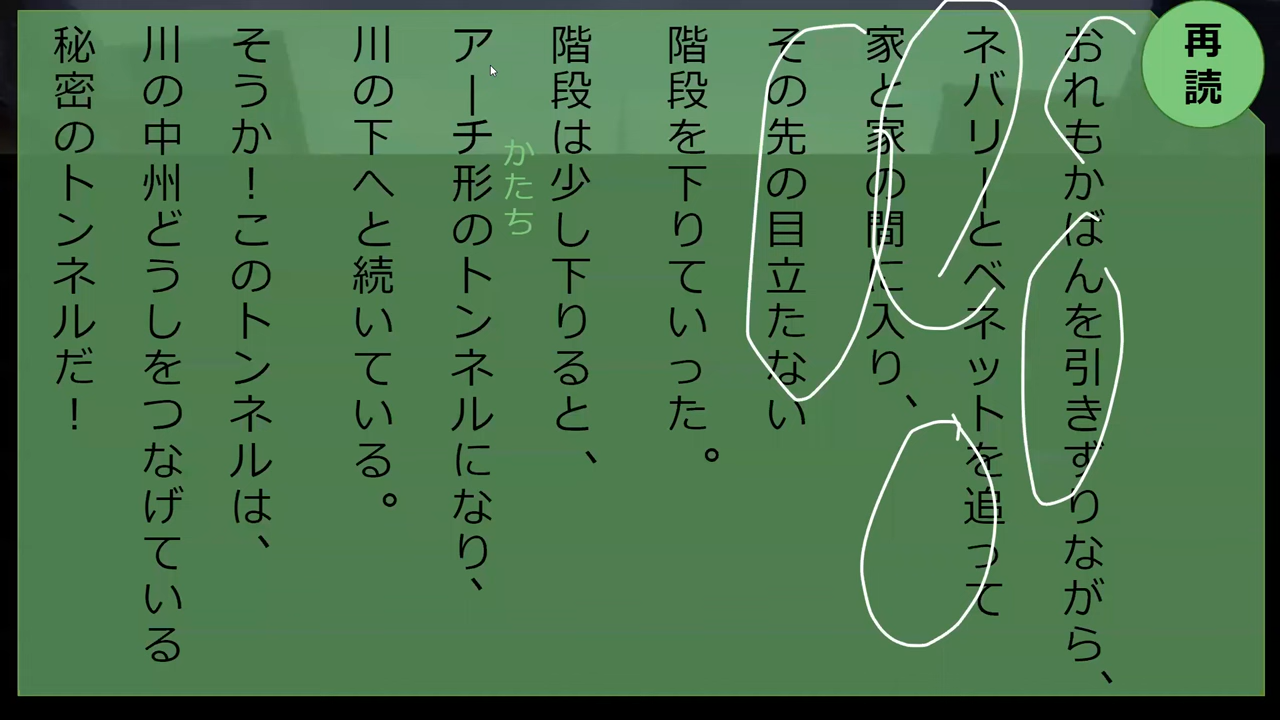 再読
おれもかばんを引きずりながら、
ネバリーとベネットを追って
家と家の間に入り、
その先の目立たない
階段を下りていった。
階段は少し下りると、
かたち
アーチ形のトンネルになり、
川の下へと続いている。
そうか！このトンネルは、
川の中州どうしをつなげている
秘密のトンネルだ！